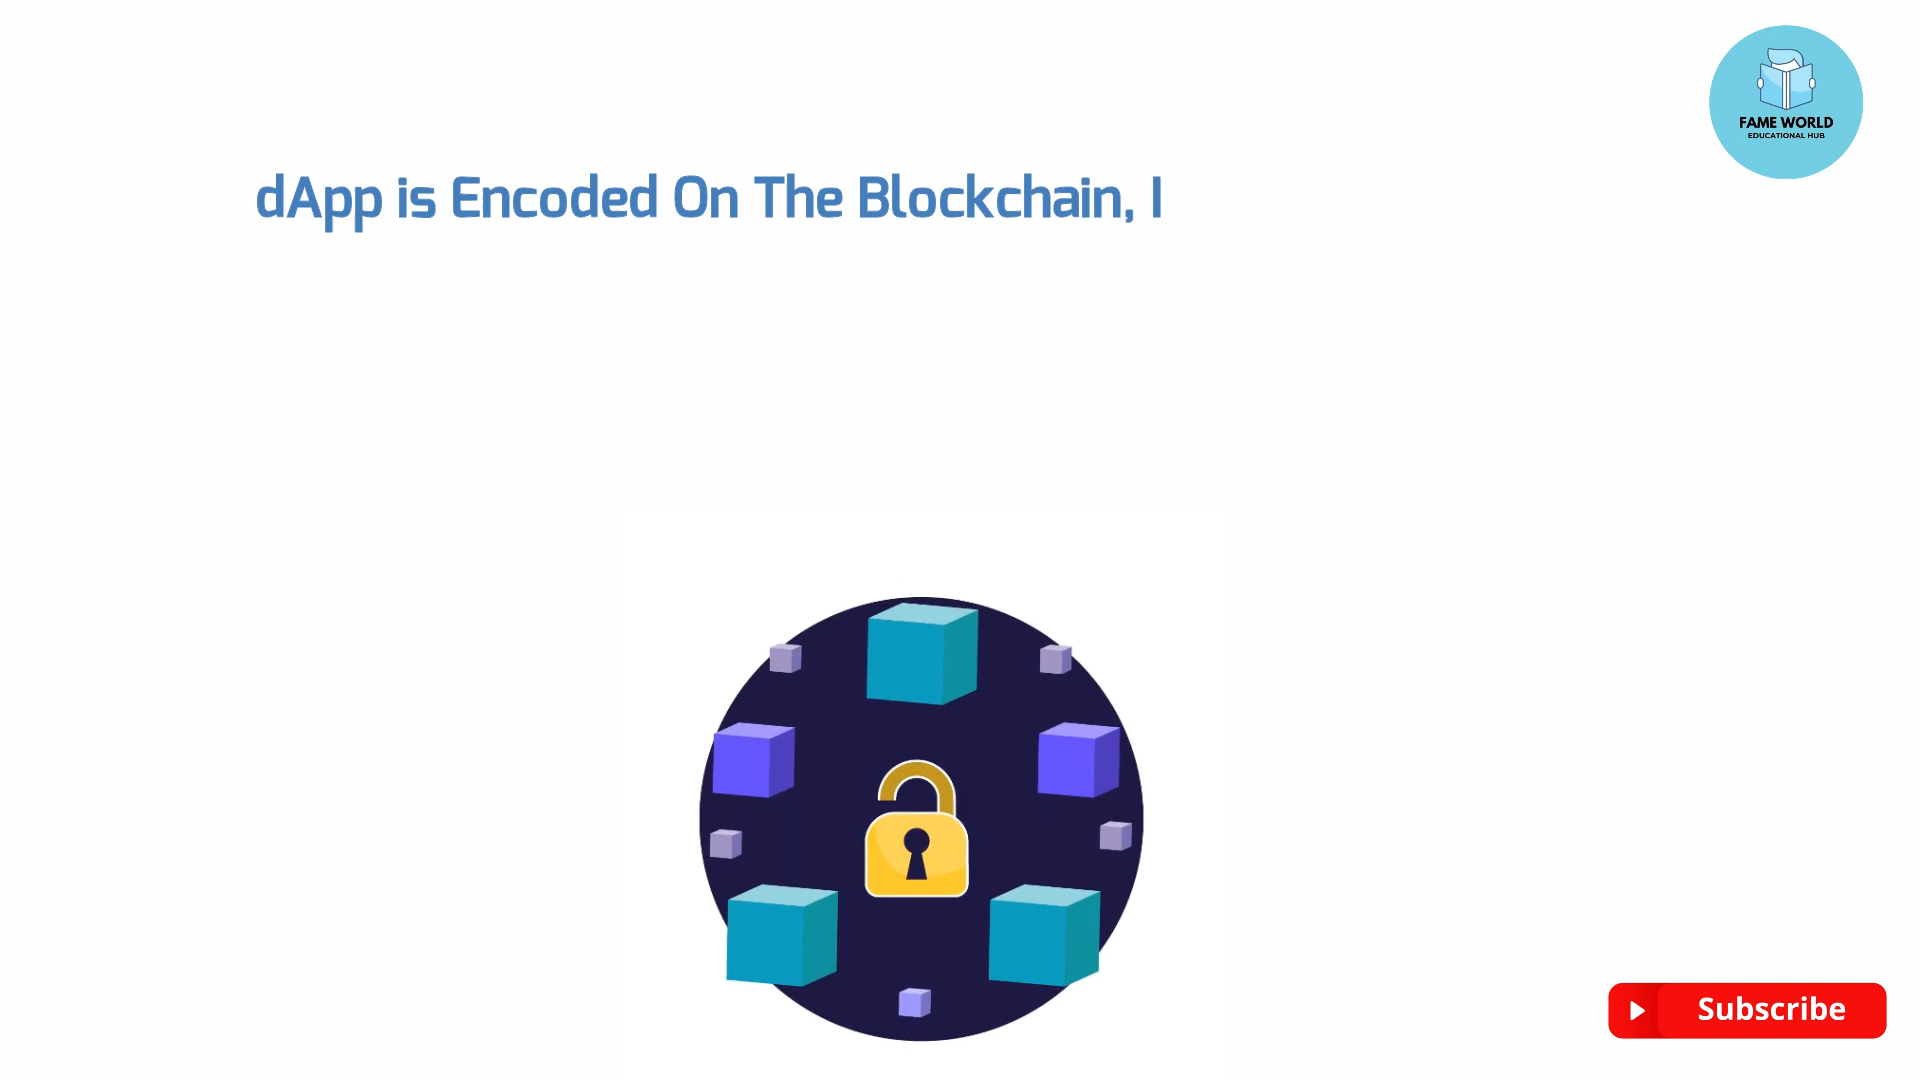 FAME WORLD
EDUCATIONAL HUB
dApp is Encoded On The Blockchain, I
Subscribe